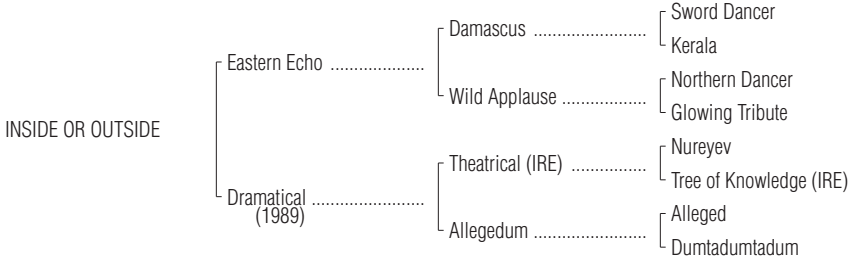 Sword Dancer
Damascus ........................
Kerala
Eastern Echo ....................
Northern Dancer
Wild Applause ..................
Glowing Tribute
INSIDE OR OUTSIDE
Nureyev
Theatrical (IRE) ................
Tree of Knowledge (IRE)
Dramatical ........................
(1989)
Alleged
Allegedum ........................
Dumtadumtadum